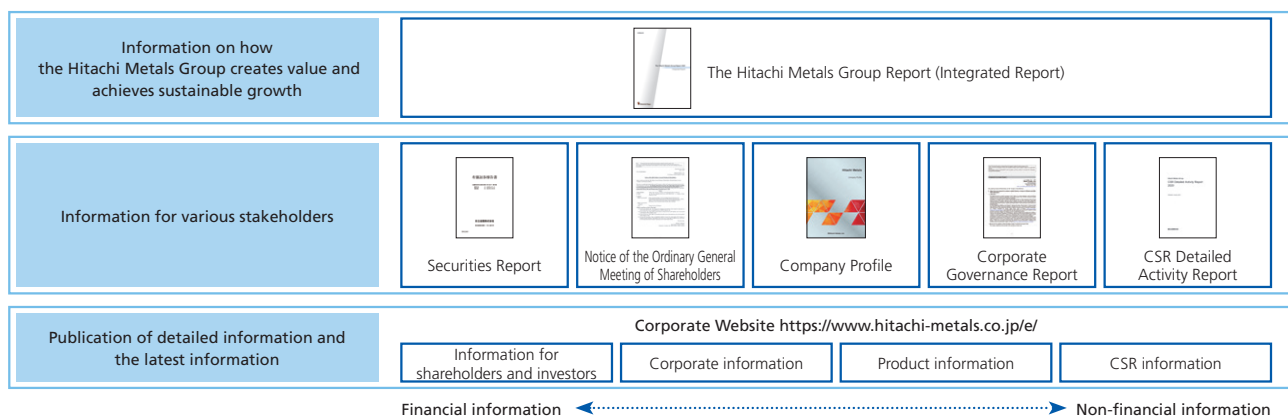 Information on how
the Hitachi Metals Group creates value and
achieves sustainable growth
The Hitachi Metals Group Report (Integrated Report)
Information for various stakeholders
Securities Report
Notice of the Ordinary General
Meeting of Shareholders
Company Profile
Corporate
Governance Report
CSR Detailed
Activity Report
Publication of detailed information and
the latest information
Corporate Website https://www.hitachi-metals.co.jp/e/
Information for
shareholders and investors
Corporate information
Product information
CSR information
Financial information
Non-financial information